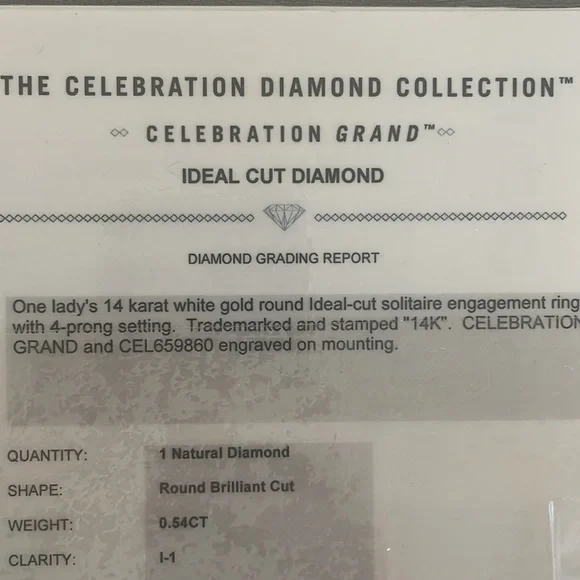 THE CELEBRATION DIAMOND COLLECTION™
CELEBRATION GRAND™
IDEAL CUT DIAMOND
DIAMOND GRADING REPORT
One lady's 14 karat white gold round Ideal-cut solitaire engagement ring
with 4-prong setting. Trademarked and stamped "14K". CELEBRATION
GRAND and CEL659860 engraved on mounting.
QUANTITY: 1 Natural Diamond
SHAPE: Round Brilliant Cut
WEIGHT: 0.54CT
CLARITY: I-1